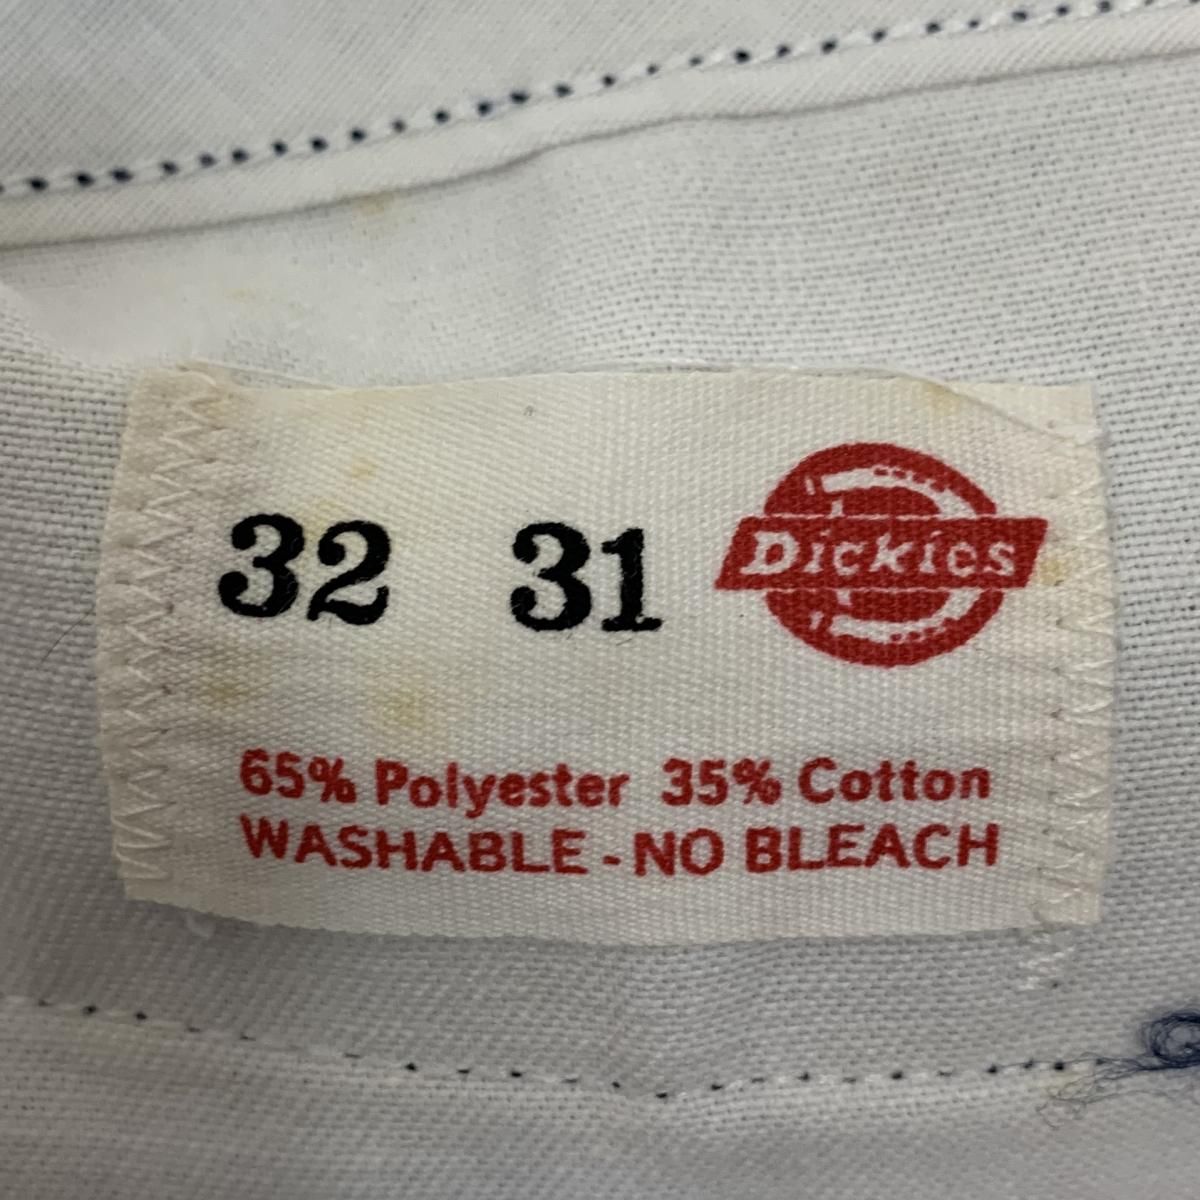 32 31 Dickies
65% Polyester 35% Cotton
WASHABLE - NO BLEACH